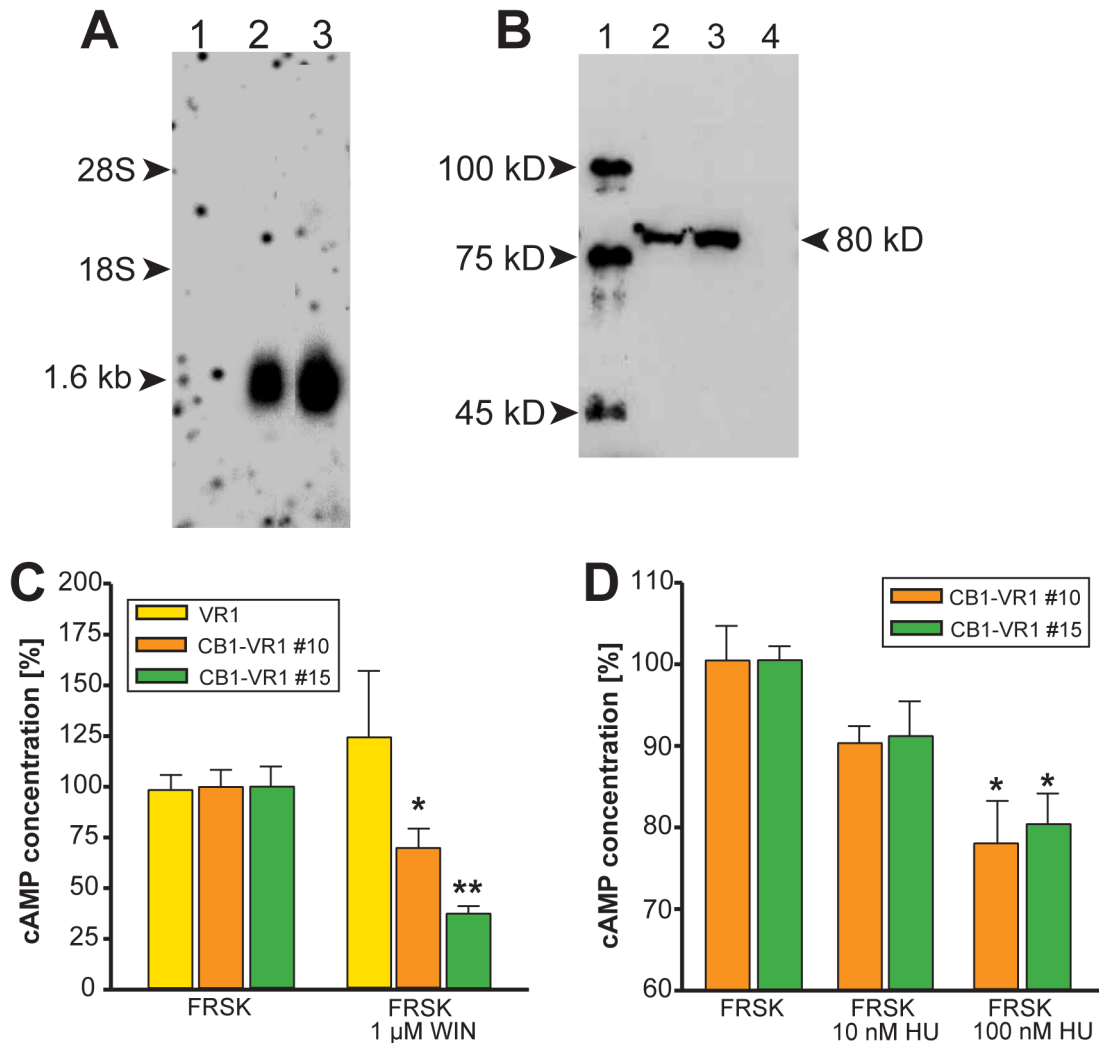 A
1 2 3
28S
18S
1.6 kb
B
1 2 3 4
100 kD
75 kD
45 kD
80 kD
C
cAMP concentration [%]
200
175
150
125
100
75
50
25
0
VR1
CB1-VR1 #10
CB1-VR1 #15
*
**
FRSK
FRSK
1 µM WIN
D
cAMP concentration [%]
110
100
90
80
70
60
CB1-VR1 #10
CB1-VR1 #15
* *
FRSK
FRSK
10 nM HU
FRSK
100 nM HU